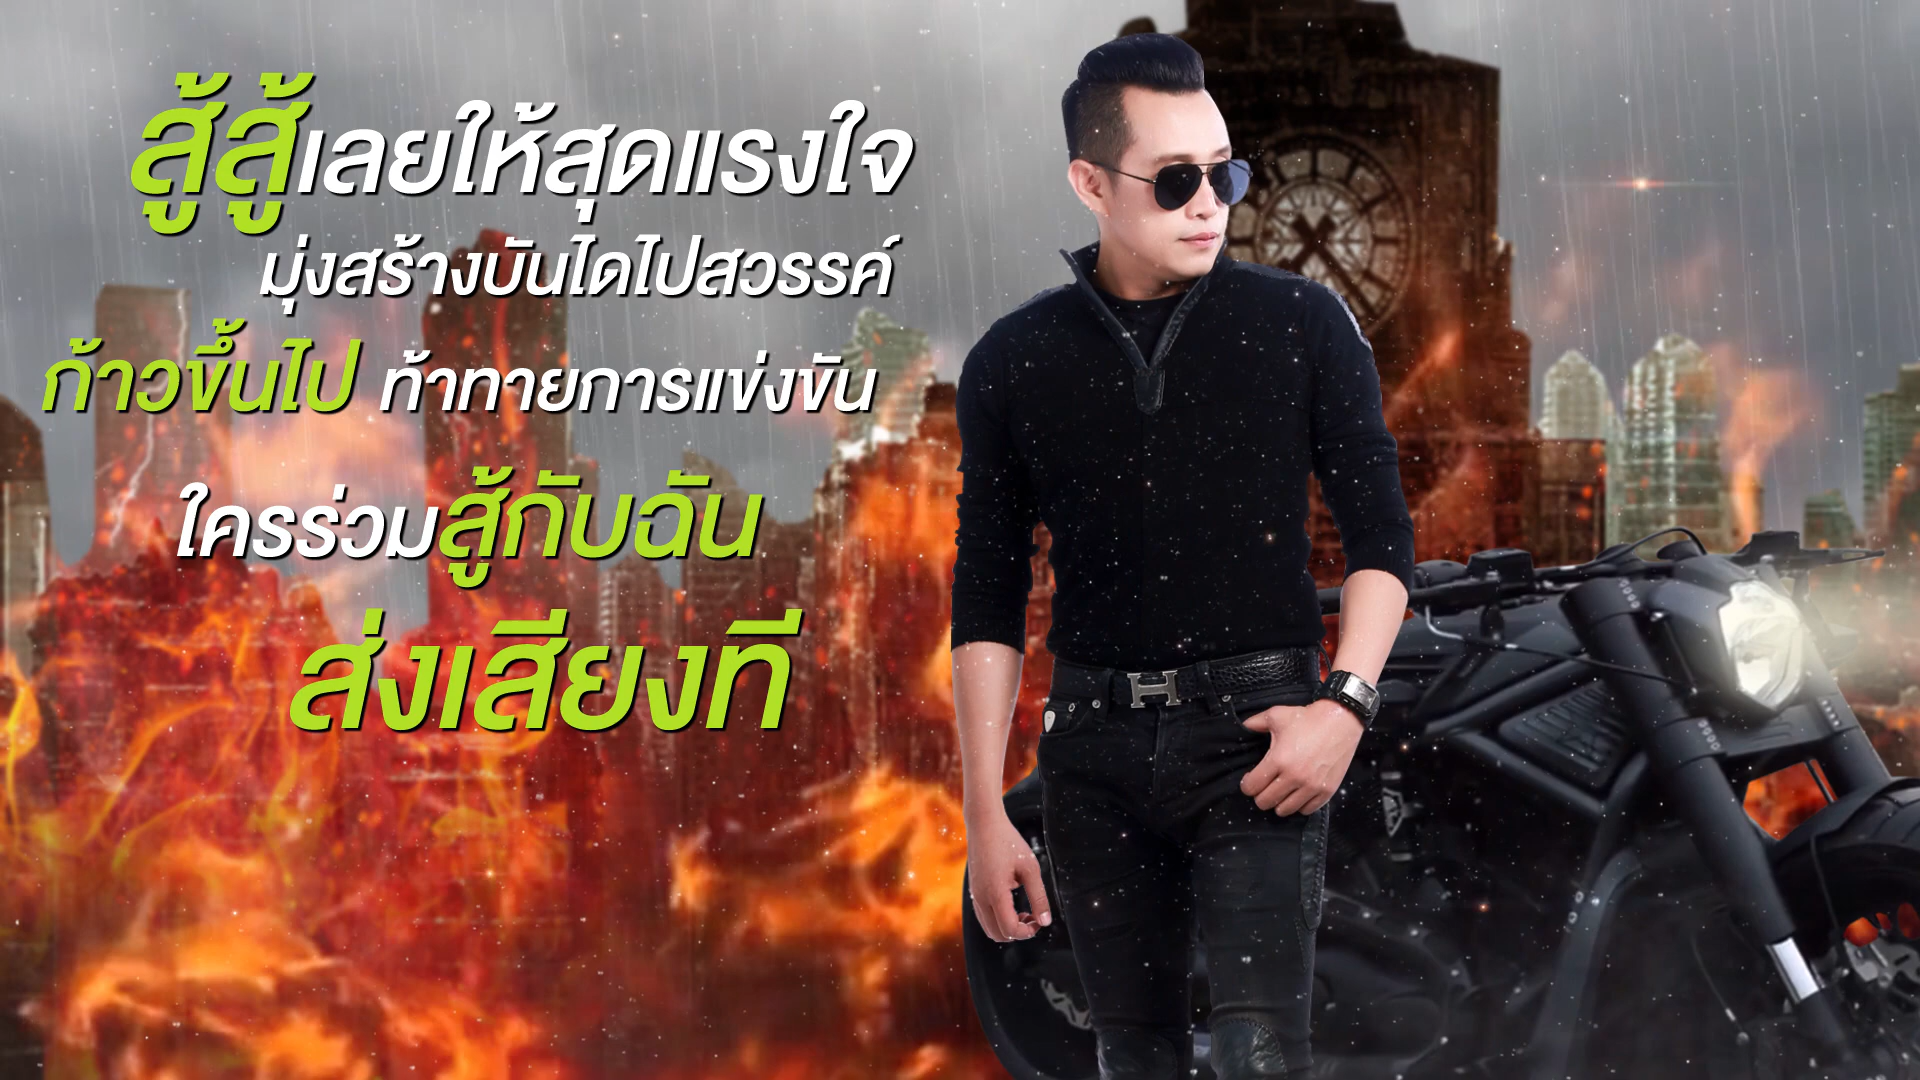 สู้สู้เลยให้สุดแรงใจ
มุ่งสร้างบันไดไปสวรรค์
ก้าวขึ้นไป ท้าทายการแข่งขัน
ใครร่วมสู้กับฉัน
ส่งเสียงที